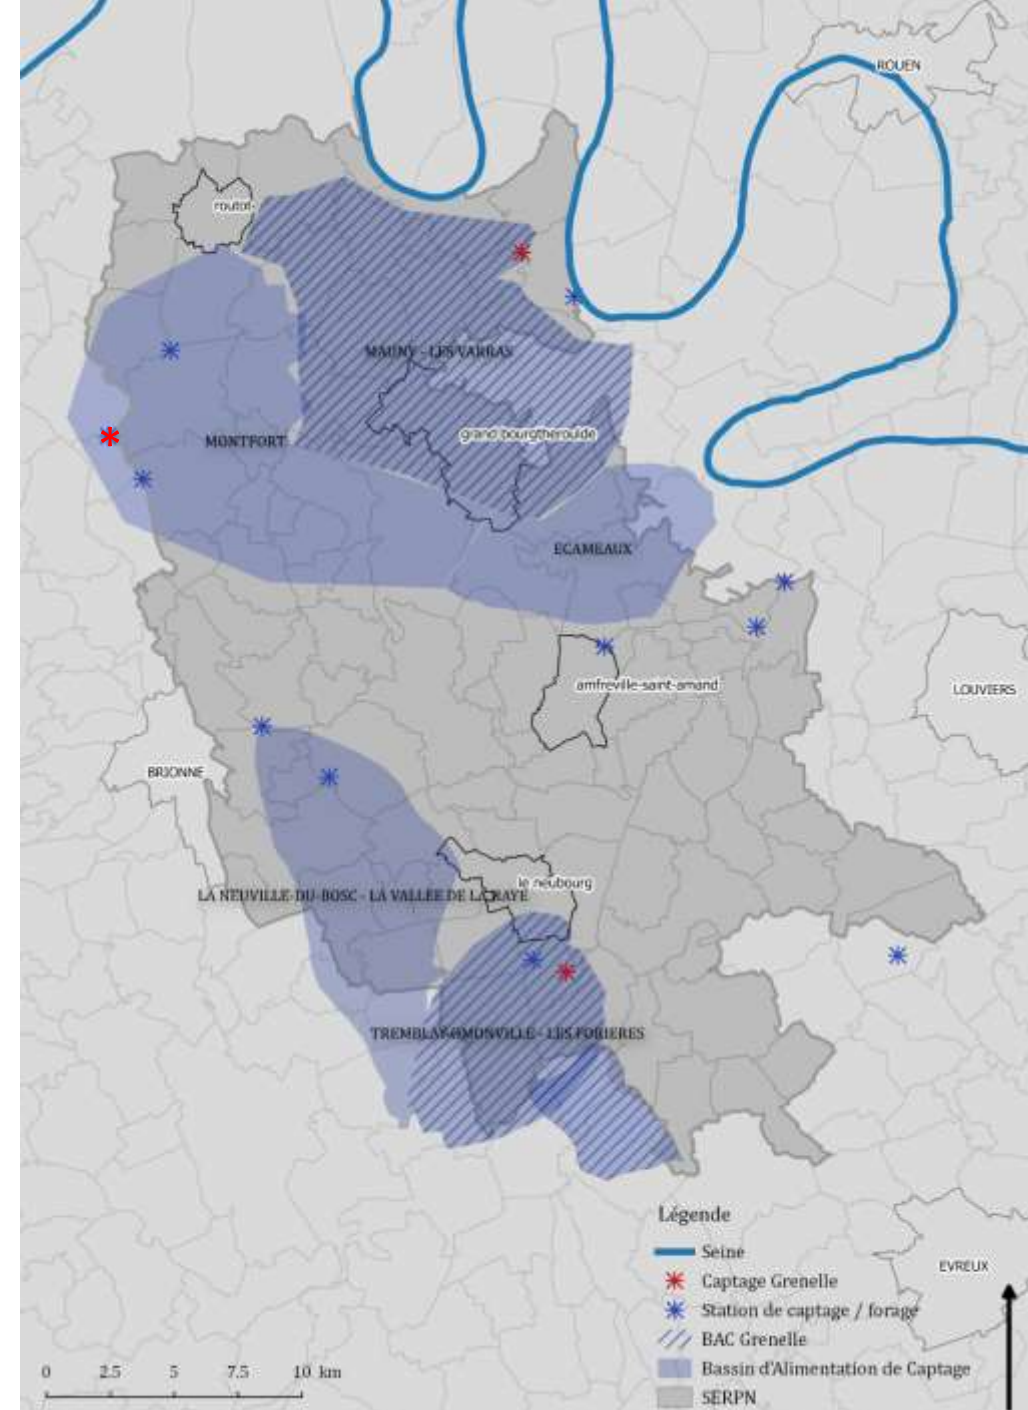 ROUEN
routot
MAUNY - LES VARRAS
grand bourgtheroulde
MONTFORT
ECAMEAUX
amfreville-saint-amand
LOUVIERS
BRIONNE
le neubourg
LA NEUVILLE-DU-BOSC - LA VALLÉE DE LA RAYE
TREMBLAY-OMONVILLE - LES FORIERES
Légende
Seine
EVREUX
Captage Grenelle
Station de captage / forage
BAC Grenelle
Bassin d'Alimentation de Captage
SERPN
0 2.5 5 7.5 10 km